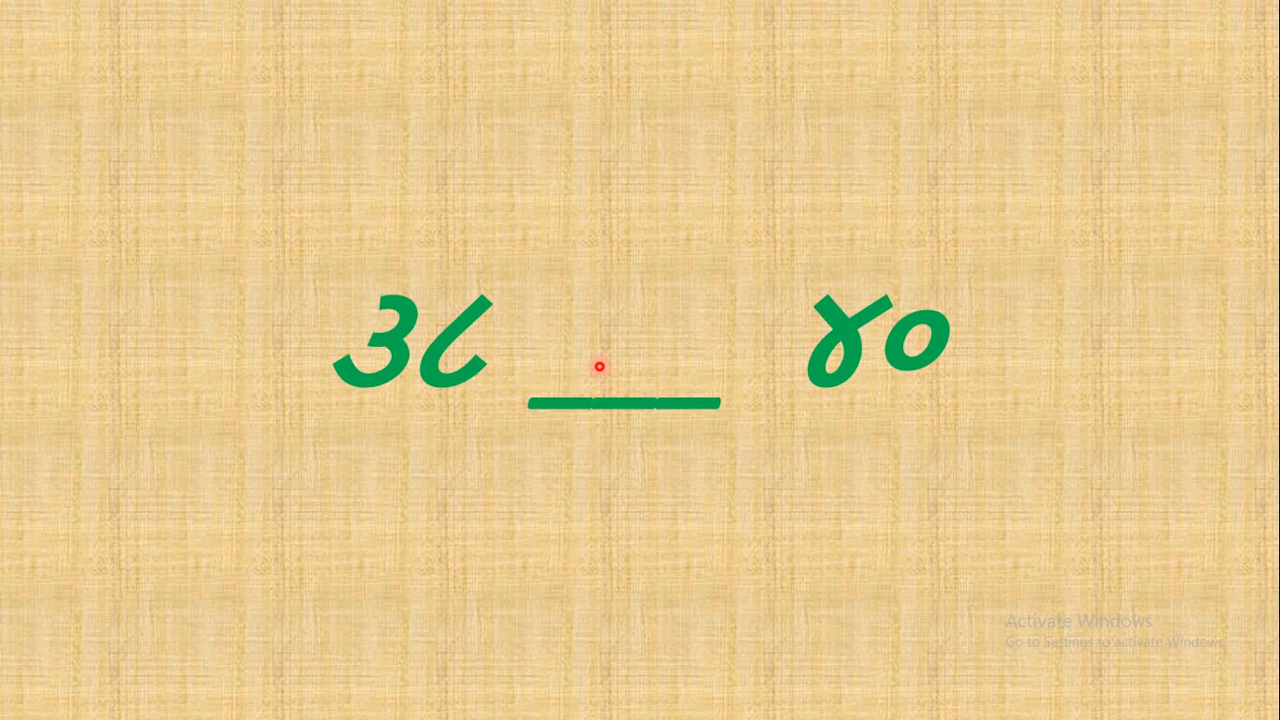 ૩૮ ___ ૪૦
Activate Windows
Go to Settings to activate Windows.